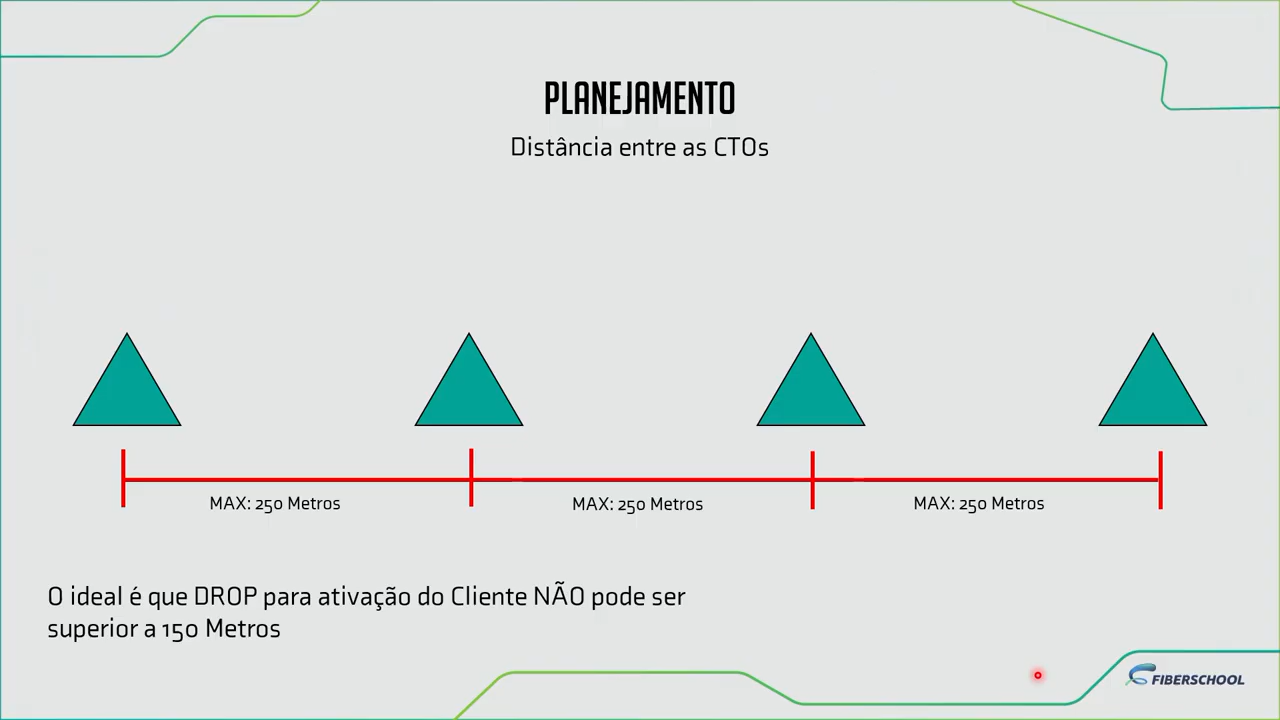 PLANEJAMENTO
Distância entre as CTOs
MAX: 250 Metros
MAX: 250 Metros
MAX: 250 Metros
O ideal é que DROP para ativação do Cliente NÃO pode ser
superior a 150 Metros
FIBERSCHOOL